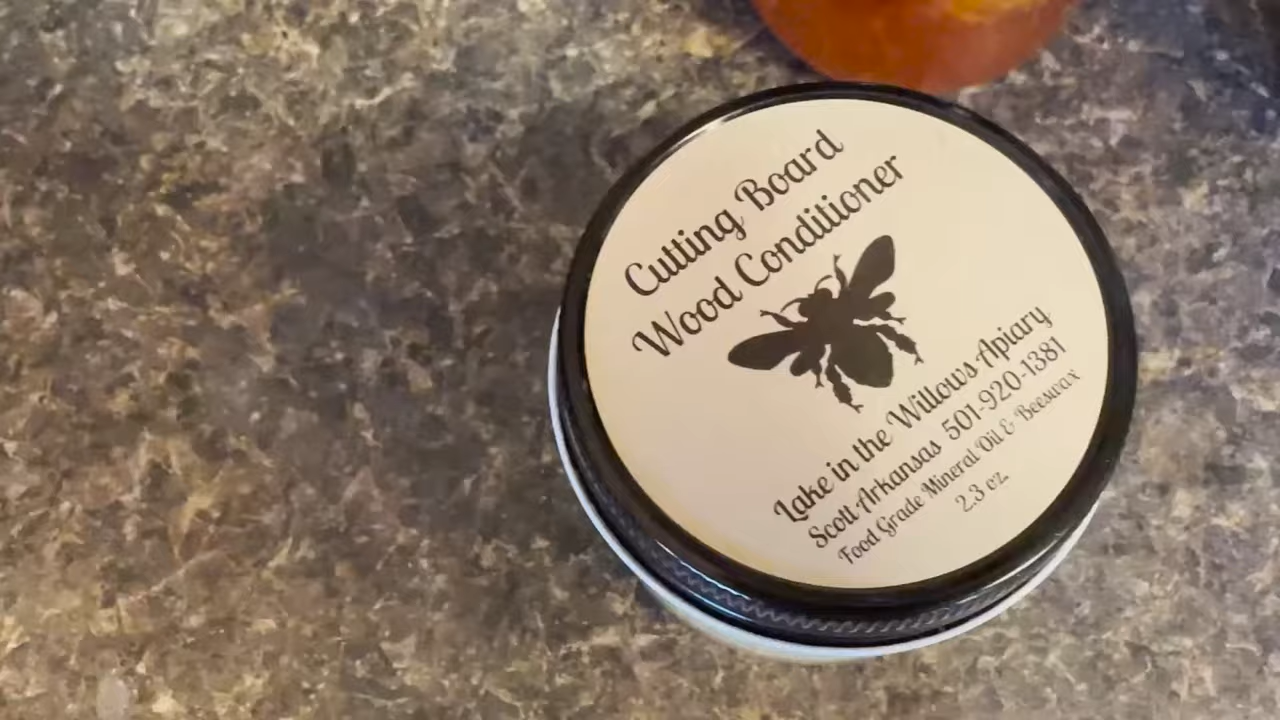 Cutting Board
Wood Conditioner
Lake in the Willows Apiary
Scott Arkansas 501-920-1381
Food Grade Mineral Oil & Beeswax
2.3 oz.